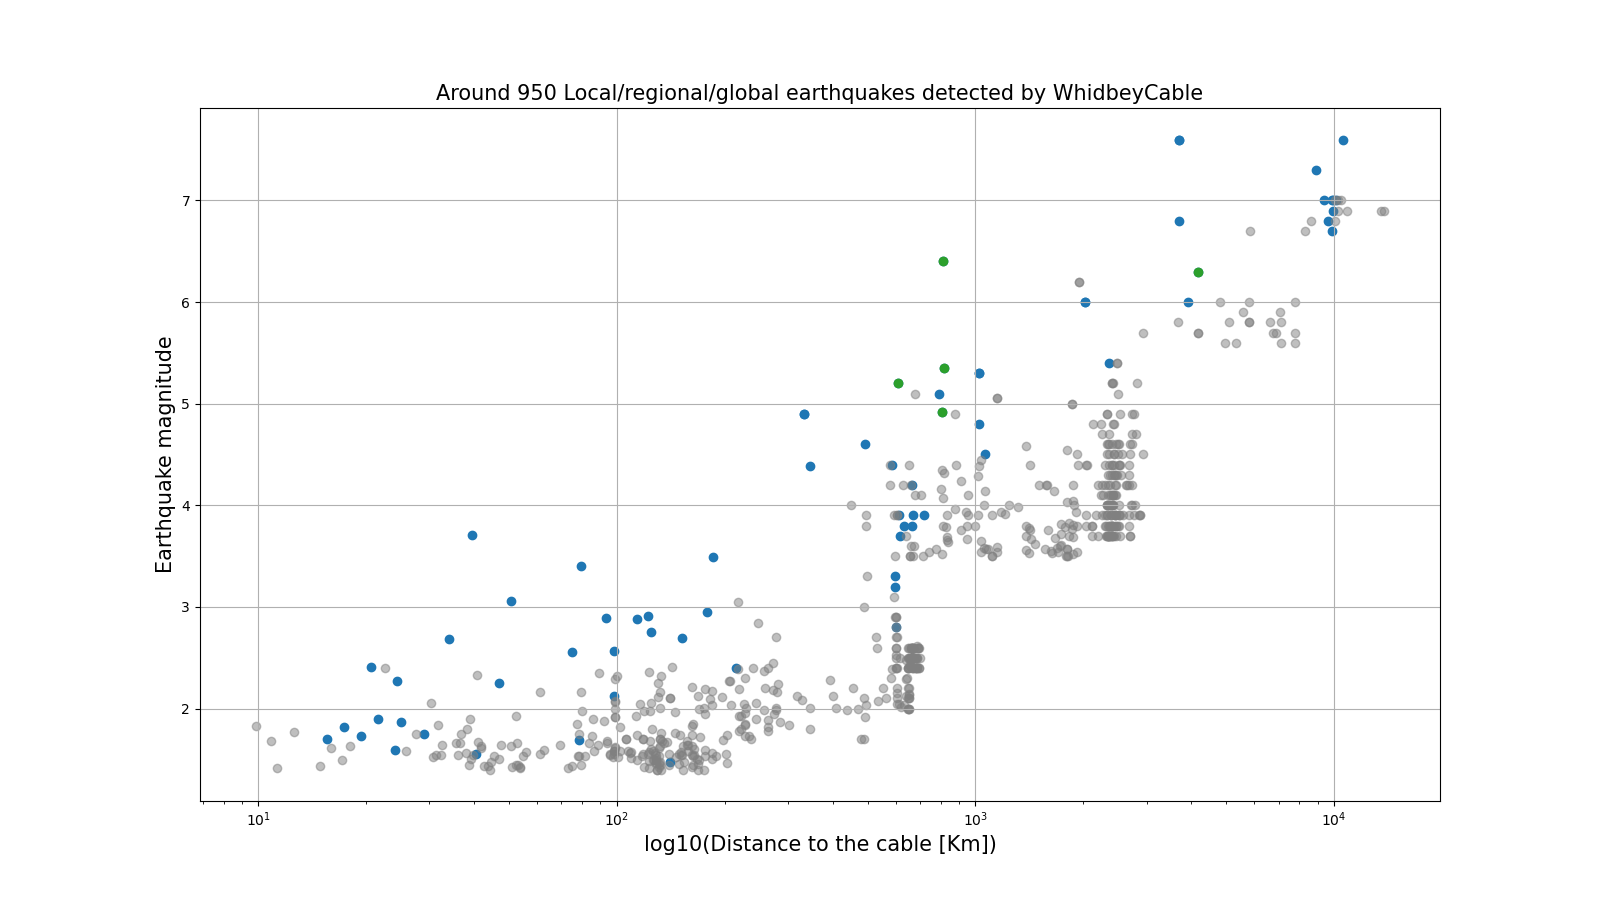 Around 950 Local/regional/global earthquakes detected by WhidbeyCable
Earthquake magnitude
7
6
5
4
3
2
10¹ 10² 10³ 10⁴
log10(Distance to the cable [Km])